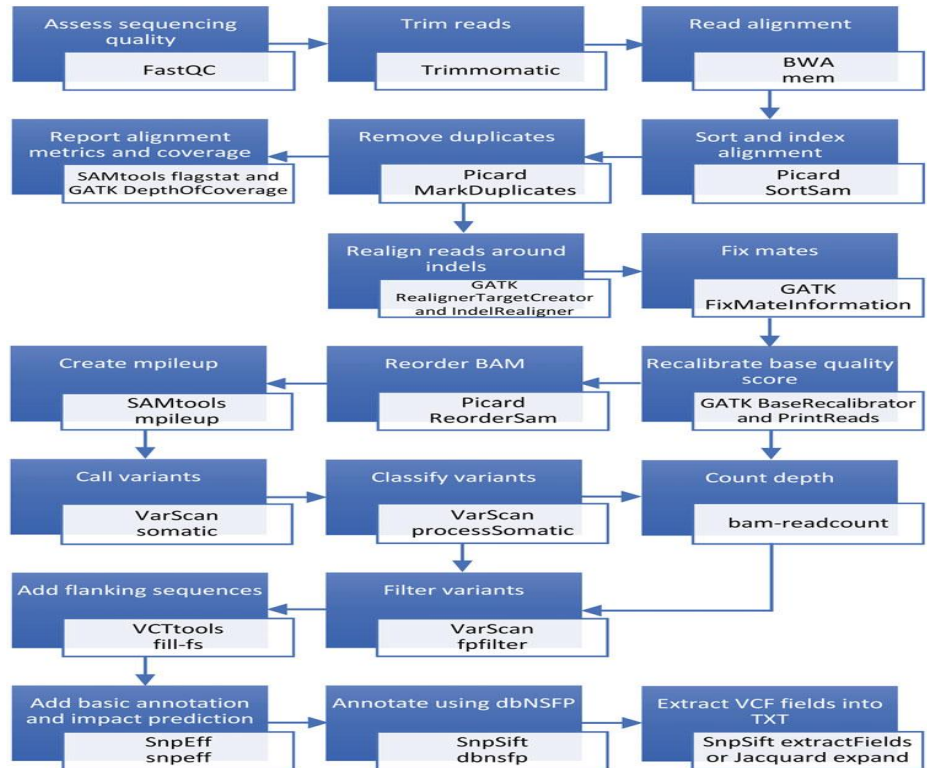 Assess sequencing
quality
FastQC
Trim reads
Trimmomatic
Read alignment
BWA
mem
Report alignment
metrics and coverage
SAMtools flagstat and
GATK DepthOfCoverage
Remove duplicates
Picard
MarkDuplicates
Sort and index
alignment
Picard
SortSam
Realign reads around
indels
GATK
RealignerTargetCreator
and IndelRealigner
Fix mates
GATK
FixMateInformation
Create mpileup
SAMtools
mpileup
Reorder BAM
Picard
ReorderSam
Recalibrate base quality
score
GATK BaseRecalibrator
and PrintReads
Call variants
VarScan
somatic
Classify variants
VarScan
processSomatic
Count depth
bam-readcount
Add flanking sequences
VCTtools
fill-fs
Filter variants
VarScan
fpfilter
Add basic annotation
and impact prediction
SnpEff
snpeff
Annotate using dbNSFP
SnpSift
dbnsfp
Extract VCF fields into
TXT
SnpSift extractFields
or Jacquard expand